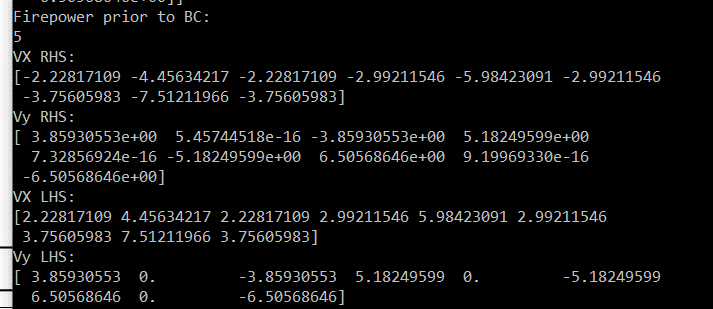 Firepower prior to BC:
5
VX RHS:
[-2.22817109 -4.45634217 -2.22817109 -2.99211546 -5.98423091 -2.99211546
 -3.75605983 -7.51211966 -3.75605983]
Vy RHS:
[ 3.85930553e+00  5.45744518e-16 -3.85930553e+00  5.18249599e+00
  7.32856924e-16 -5.18249599e+00  6.50568646e+00  9.19969330e-16
 -6.50568646e+00]
VX LHS:
[2.22817109 4.45634217 2.22817109 2.99211546 5.98423091 2.99211546
 3.75605983 7.51211966 3.75605983]
Vy LHS:
[ 3.85930553  0.         -3.85930553  5.18249599  0.         -5.18249599
  6.50568646  0.         -6.50568646]